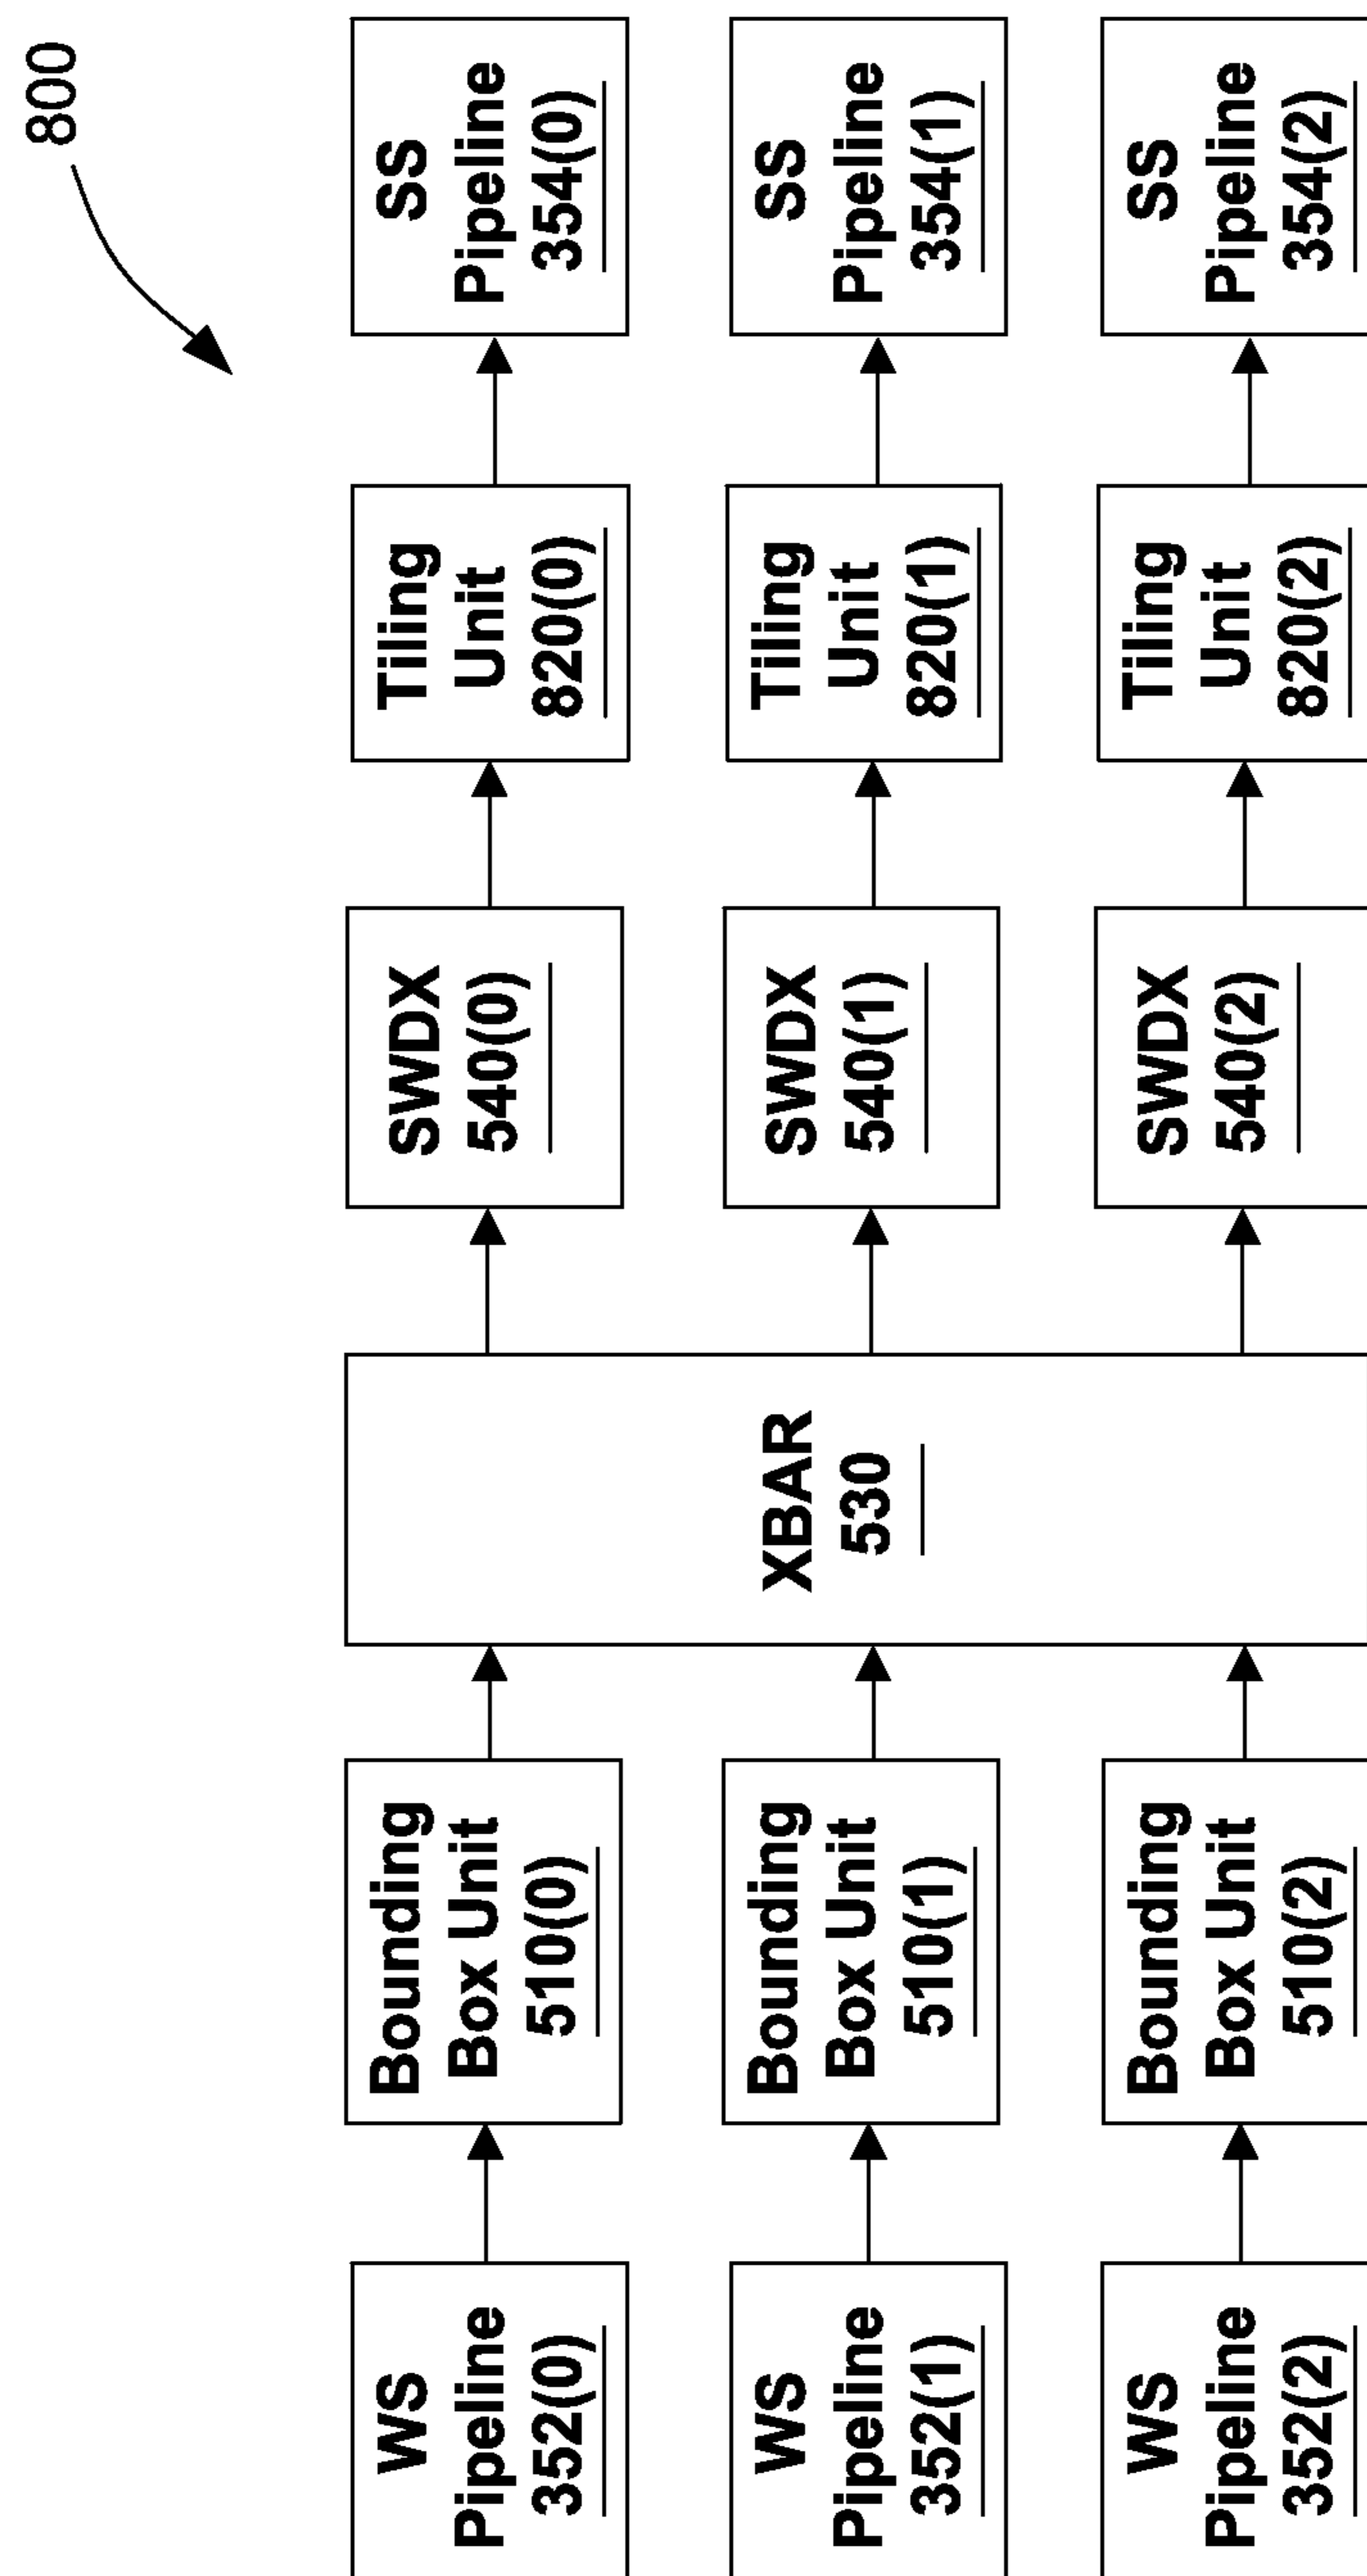 800
WS
Pipeline
352(0)
Bounding
Box Unit
510(0)
XBAR
530
SWDX
540(0)
Tiling
Unit
820(0)
SS
Pipeline
354(0)
WS
Pipeline
352(1)
Bounding
Box Unit
510(1)
SWDX
540(1)
Tiling
Unit
820(1)
SS
Pipeline
354(1)
WS
Pipeline
352(2)
Bounding
Box Unit
510(2)
SWDX
540(2)
Tiling
Unit
820(2)
SS
Pipeline
354(2)